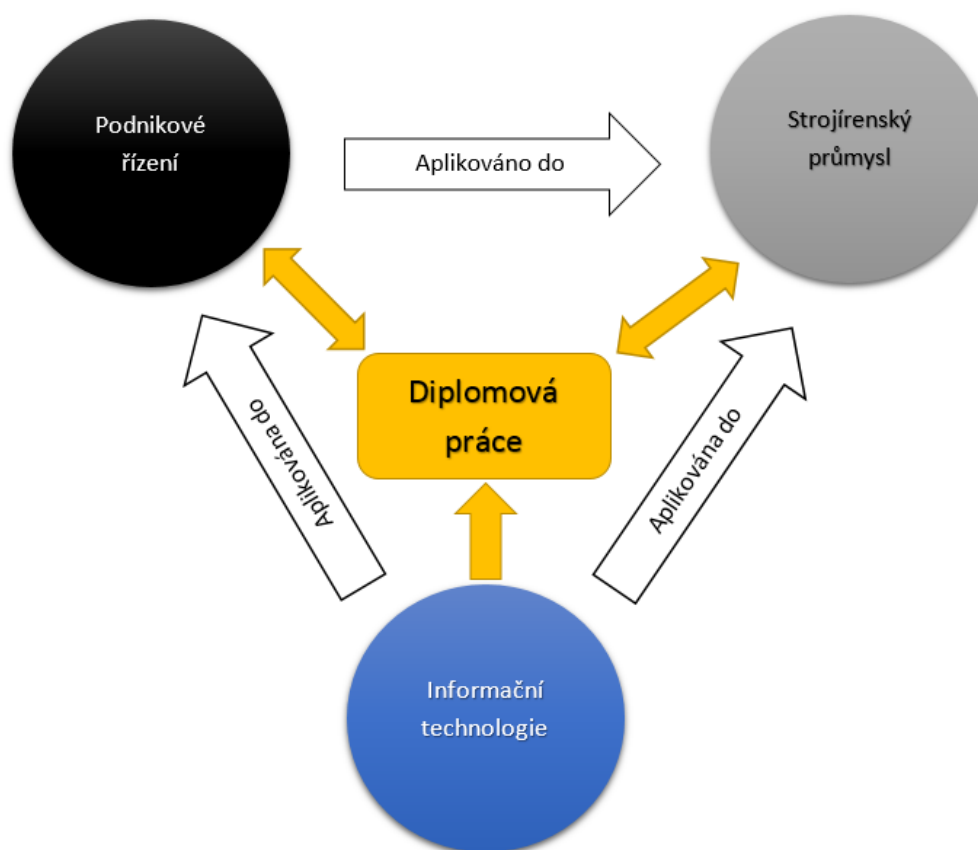 Podnikové
řízení
Aplikováno do
Strojírenský
průmysl
Diplomová
práce
Aplikována do
Aplikována do
Informační
technologie